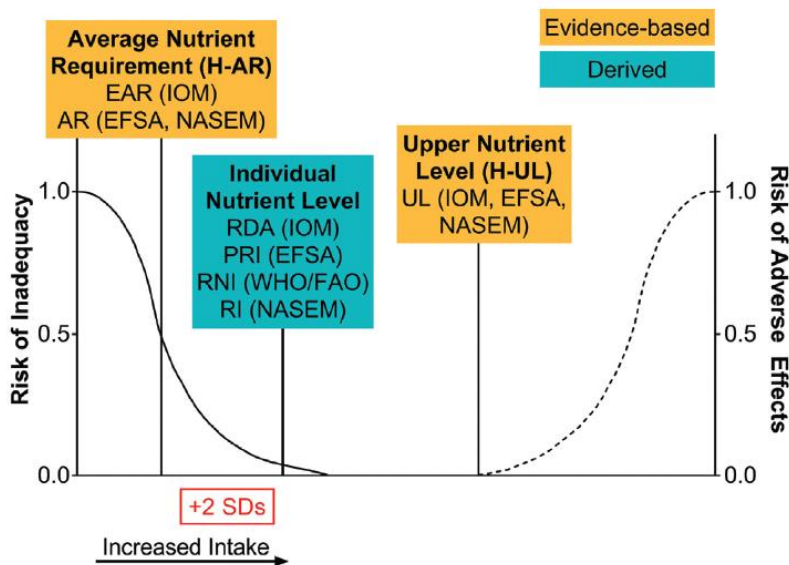 Average Nutrient
Requirement (H-AR)
EAR (IOM)
AR (EFSA, NASEM)
Evidence-based
Derived
Individual
Nutrient Level
RDA (IOM)
PRI (EFSA)
RNI (WHO/FAO)
RI (NASEM)
Upper Nutrient
Level (H-UL)
UL (IOM, EFSA,
NASEM)
Risk of Inadequacy
1.0
0.5
0.0
1.0
0.5
0.0
Risk of Adverse Effects
+2 SDs
Increased Intake